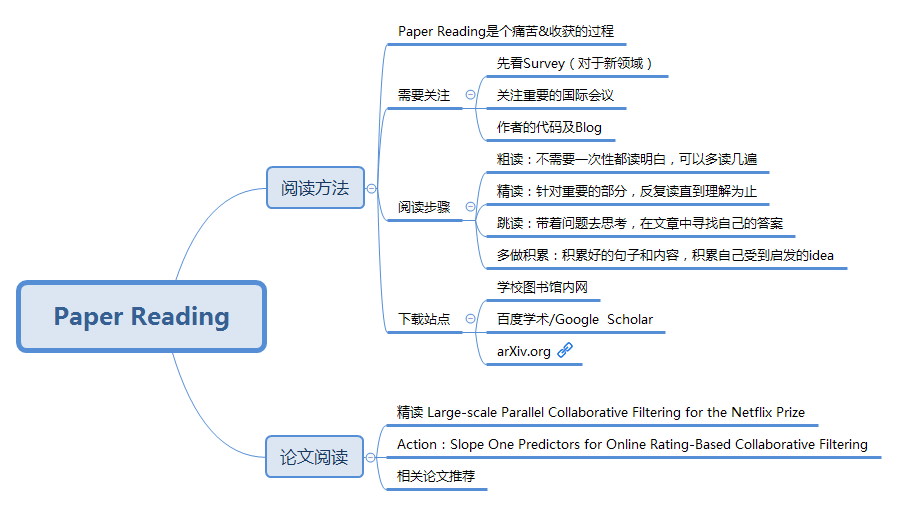 Paper Reading
阅读方法
Paper Reading是个痛苦&收获的过程
需要关注
先看Survey（对于新领域）
关注重要的国际会议
作者的代码及Blog
阅读步骤
粗读：不需要一次性都读明白，可以多读几遍
精读：针对重要的部分，反复读直到理解为止
跳读：带着问题去思考，在文章中寻找自己的答案
多做积累：积累好的句子和内容，积累自己受到启发的idea
下载站点
学校图书馆内网
百度学术/Google  Scholar
arXiv.org
论文阅读
精读 Large-scale Parallel Collaborative Filtering for the Netflix Prize
Action：Slope One Predictors for Online Rating-Based Collaborative Filtering
相关论文推荐